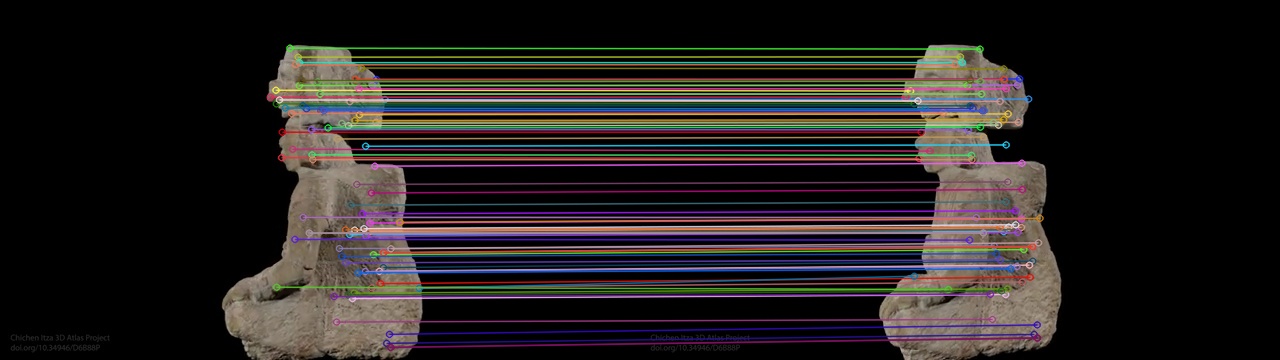 Chichen Itza 3D Atlas Project
doi.org/10.34946/D6B88P
Chichen Itza 3D Atlas Project
doi.org/10.34946/D6B88P